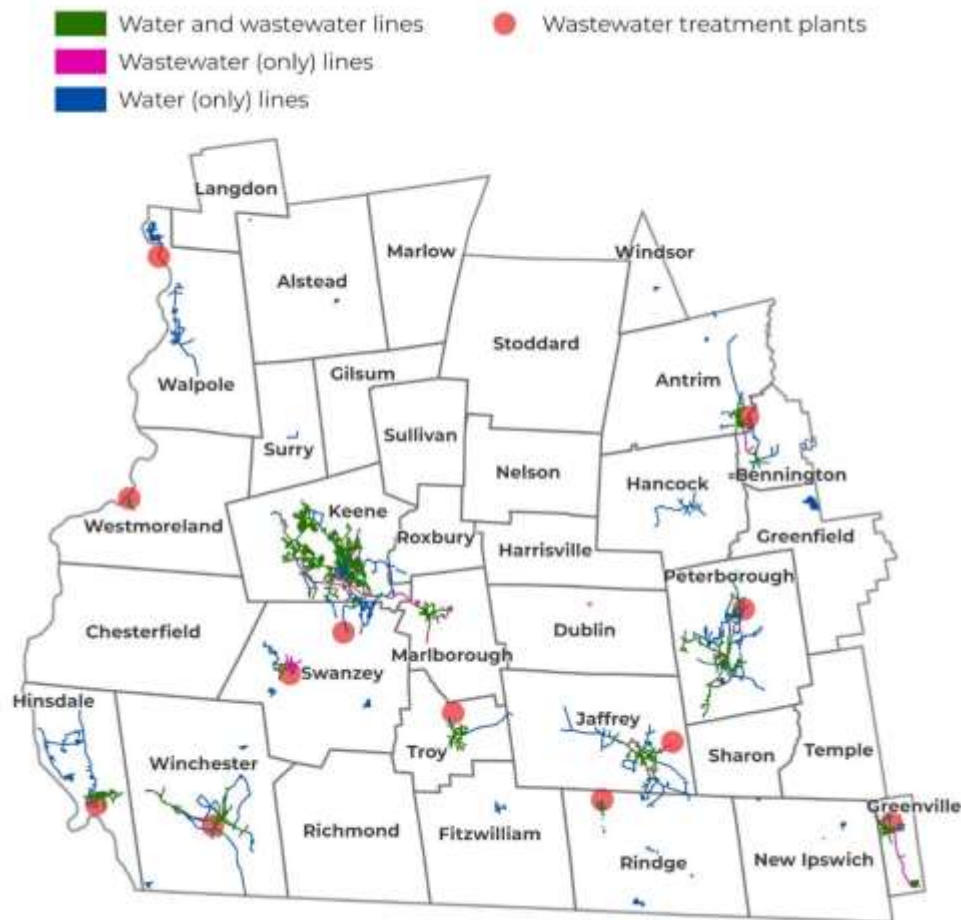 Water and wastewater lines
Wastewater treatment plants
Wastewater (only) lines
Water (only) lines
Langdon
Marlow
Windsor
Alstead
Stoddard
Gilsum
Antrim
Walpole
Sullivan
Surry
Nelson
Bennington
Hancock
Keene
Westmoreland
Roxbury
Harrisville
Greenfield
Peterborough
Chesterfield
Dublin
Marlborough
Swanzey
Hinsdale
Jaffrey
Troy
Sharon
Temple
Winchester
Greenville
Richmond
Fitzwilliam
Rindge
New Ipswich